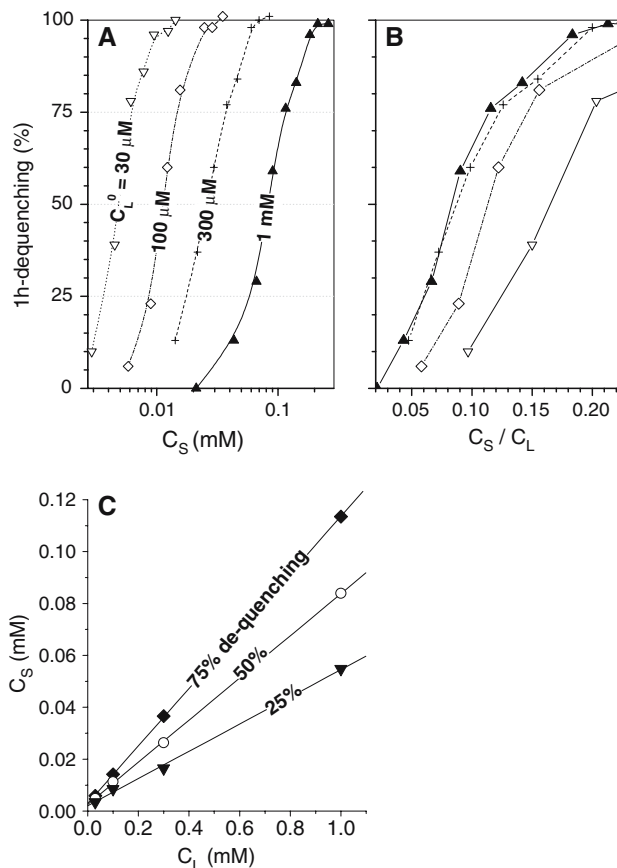 A
B
1h-dequenching (%)
100
75
50
25
0
C_L^0 = 30 µM
100 µM
300 µM
1 mM
0.01
0.1
C_S (mM)
0.05
0.10
0.15
0.20
C_S / C_L
C
C_S (mM)
0.12
0.10
0.08
0.06
0.04
0.02
0.00
75% de-quenching
50%
25%
0.0
0.2
0.4
0.6
0.8
1.0
C_L (mM)